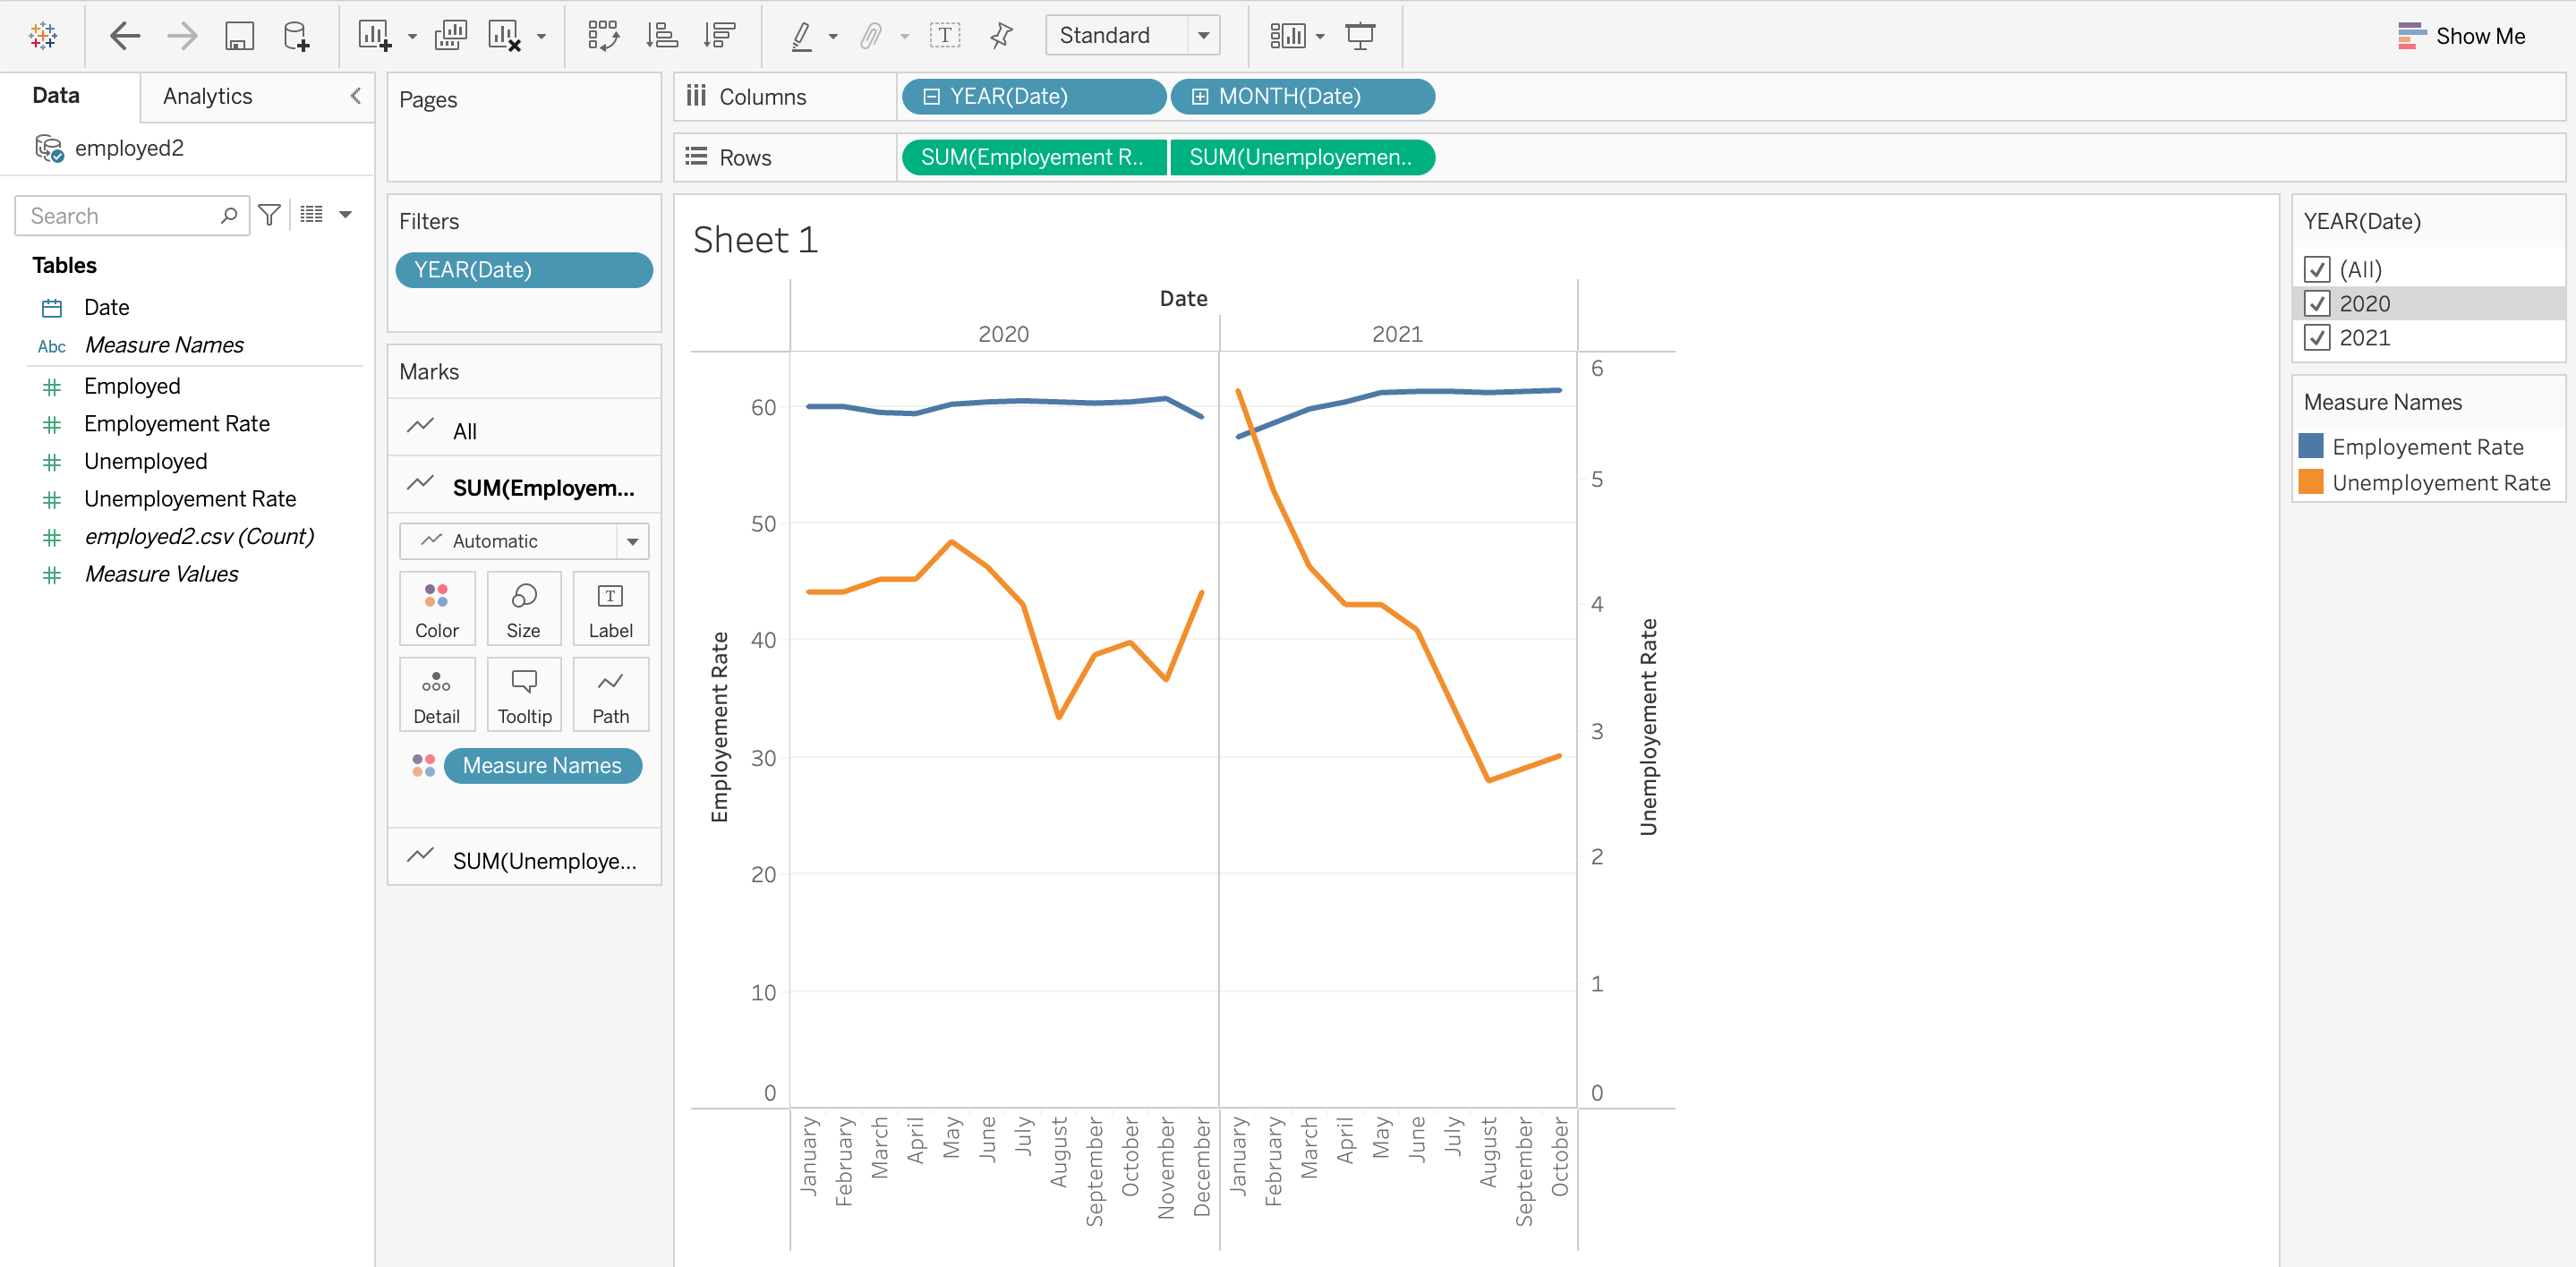 Standard
Show Me
Data
Analytics
employed2
Search
Tables
Date
Abc Measure Names
Employed
Employement Rate
Unemployed
Unemployement Rate
employed2.csv (Count)
Measure Values
Pages
Filters
YEAR(Date)
Marks
All
SUM(Employem...
Automatic
Color
Size
Label
Detail
Tooltip
Path
Measure Names
SUM(Unemploye...
Columns
YEAR(Date)
MONTH(Date)
Rows
SUM(Employement R..
SUM(Unemployemen..
Sheet 1
Date
2020
2021
Employement Rate
60
50
40
30
20
10
0
Unemployement Rate
6
5
4
3
2
1
0
January
February
March
April
May
June
July
August
September
October
November
December
January
February
March
April
May
June
July
August
September
October
YEAR(Date)
(All)
2020
2021
Measure Names
Employement Rate
Unemployement Rate